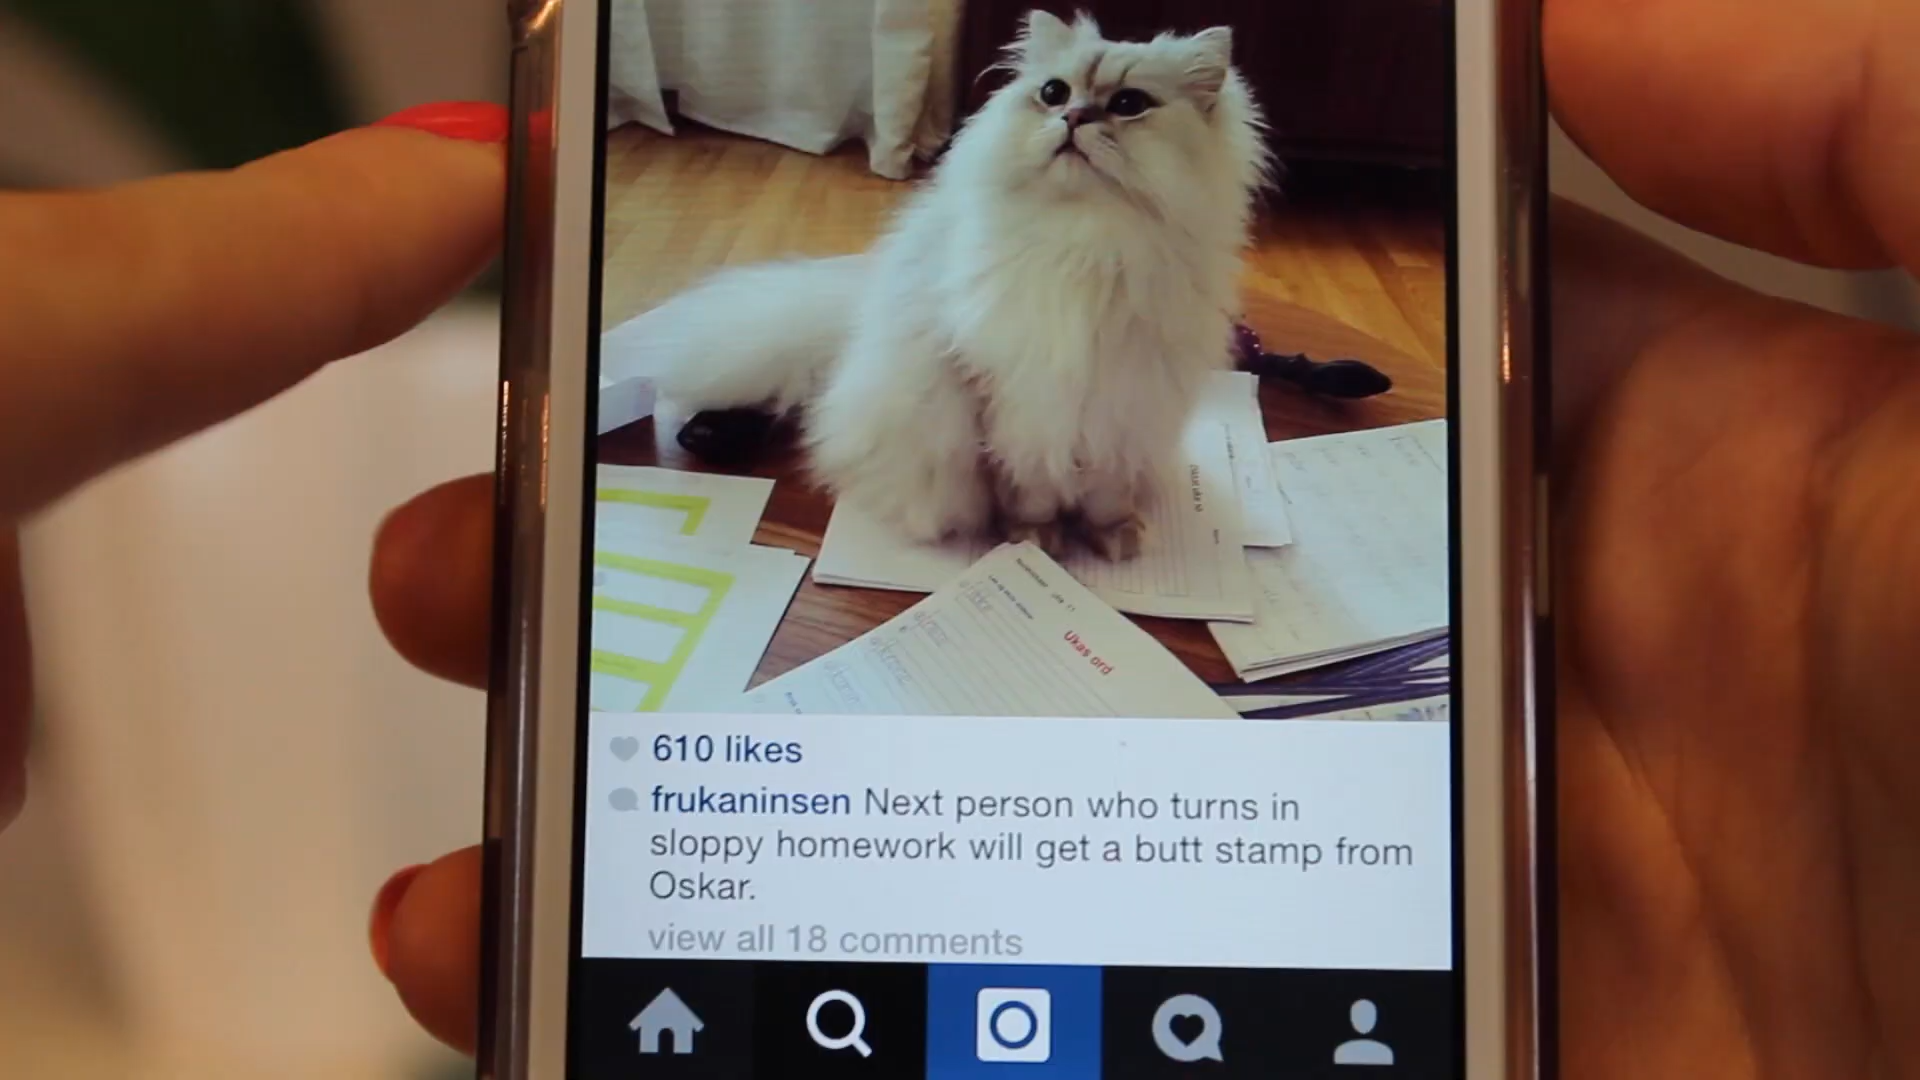 Ukas ord
610 likes
frukaninsen Next person who turns in
sloppy homework will get a butt stamp from
Oskar.
view all 18 comments